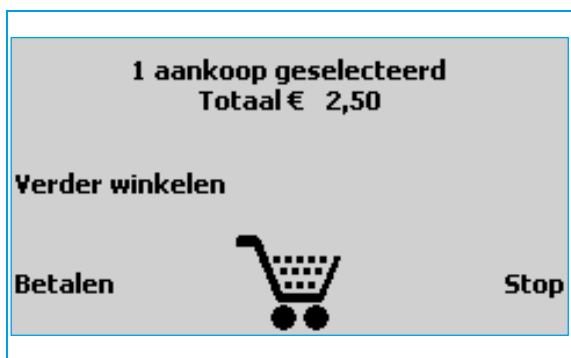 1 aankoop geselecteerd
Totaal € 2,50
Verder winkelen
Betalen
Stop